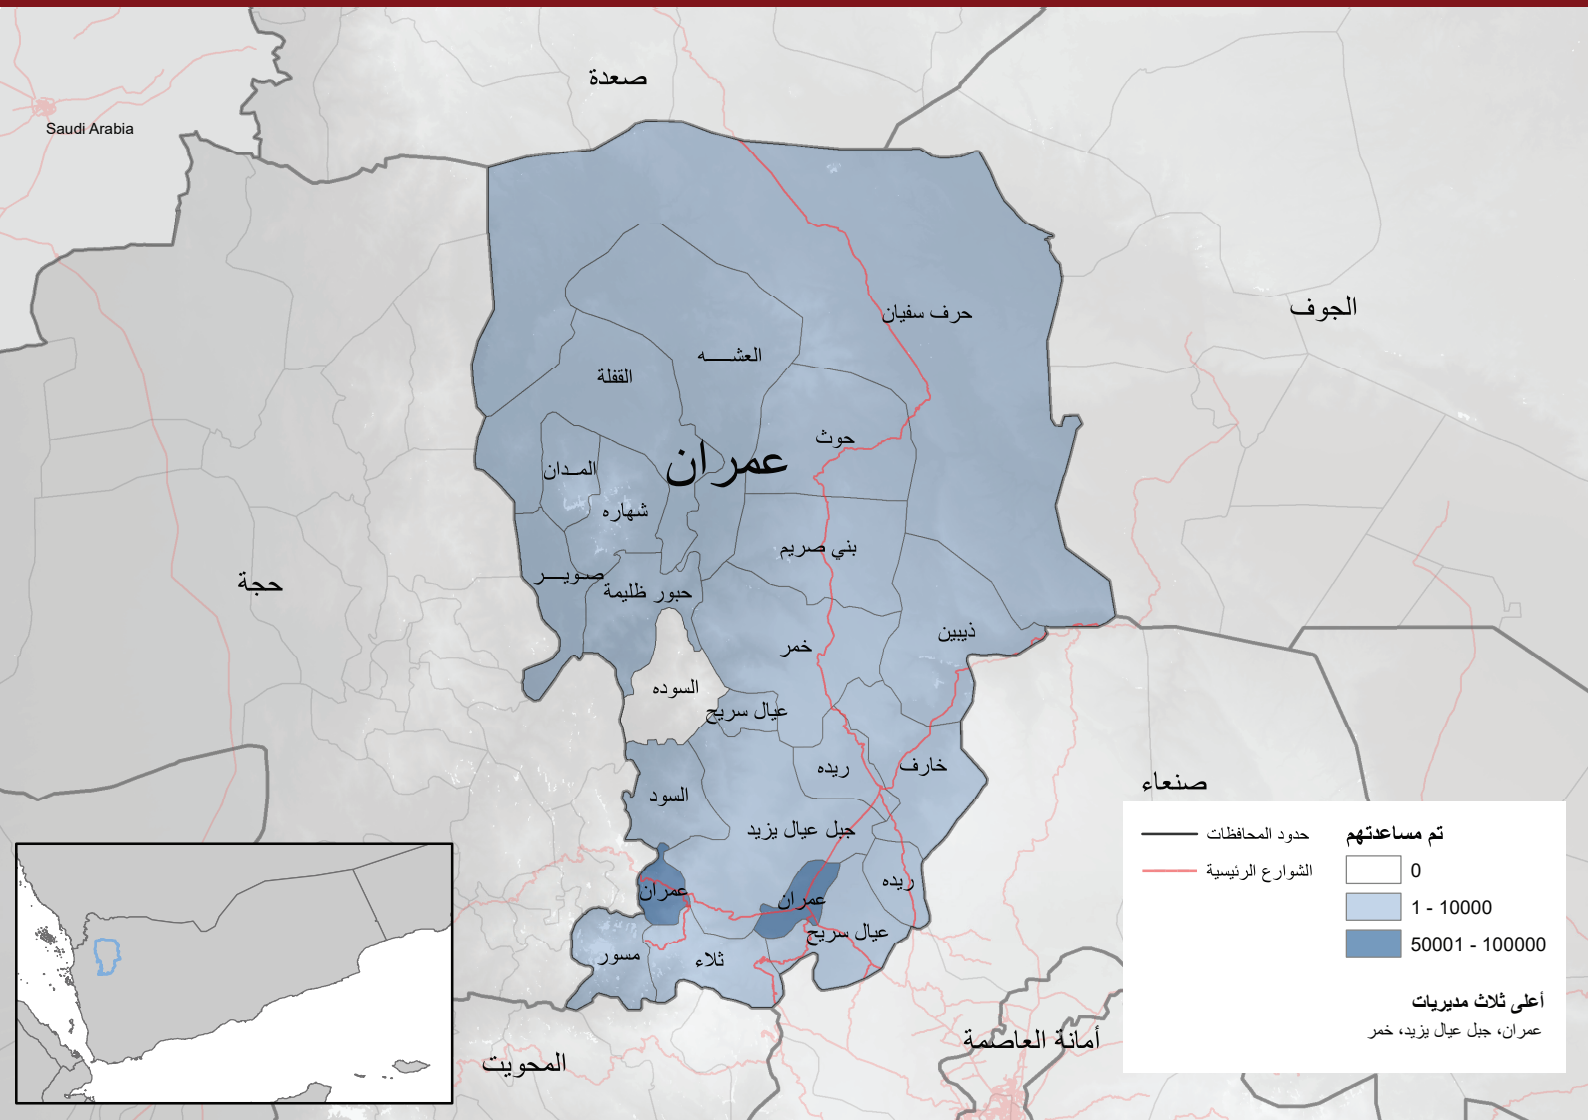 صعدة
Saudi Arabia
الجوف
حرف سفيان
العشـــه
القفلة
حوث
عمران
المـدان
شهاره
بني صريم
حجة
صويـــر
حبور ظليمة
ذيبين
خمر
السوده
عيال سريح
خارف
ريده
صنعاء
السود
جبل عيال يزيد
عمران
عمران
ريده
عيال سريح
مسور
ثلاء
أمانة العاصمة
المحويت
تم مساعدتهم
0
1 - 10000
50001 - 100000
حدود المحافظات
الشوارع الرئيسية
أعلى ثلاث مديريات
عمران، جبل عيال يزيد، خمر